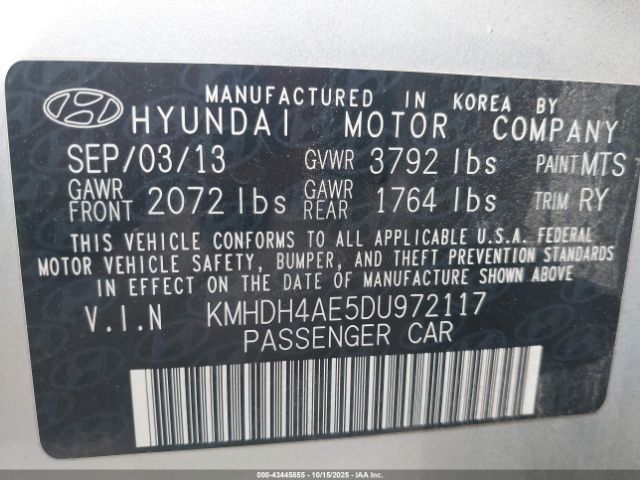 MANUFACTURED IN KOREA BY
HYUNDAI MOTOR COMPANY
SEP/03/13 GVWR 3792 lbs PAINT MTS
GAWR FRONT 2072 lbs GAWR REAR 1764 lbs TRIM RY
THIS VEHICLE CONFORMS TO ALL APPLICABLE U.S.A. FEDERAL
MOTOR VEHICLE SAFETY, BUMPER, AND THEFT PREVENTION STANDARDS
IN EFFECT ON THE DATE OF MANUFACTURE SHOWN ABOVE.
V.I.N KMHDH4AE5DU972117
PASSENGER CAR
000-43445855 - 10/15/2025 - IAAI.COM